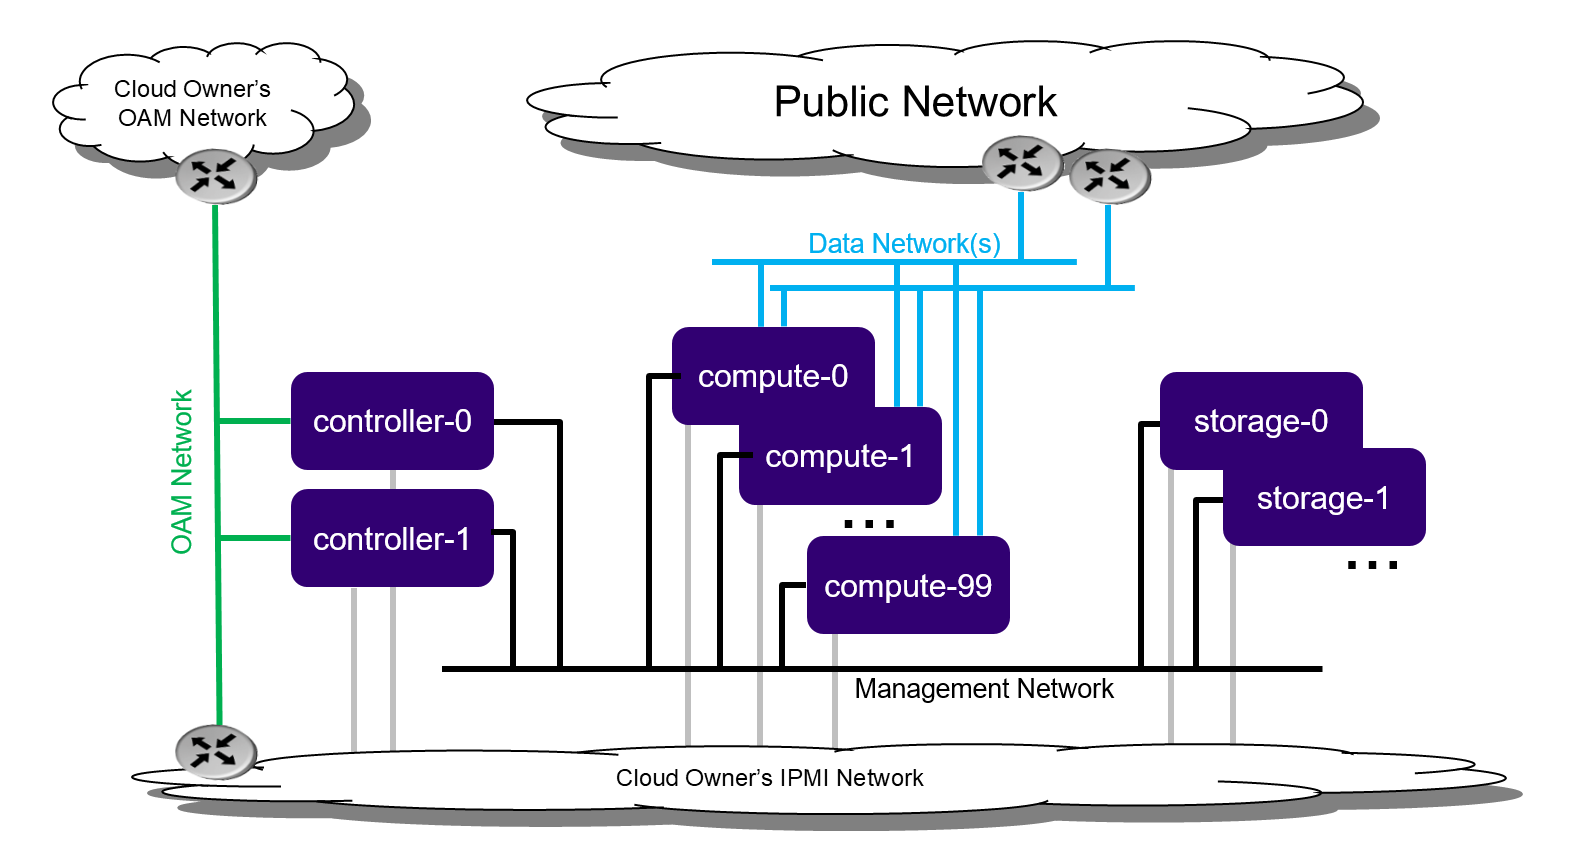 Cloud Owner’s
OAM Network
Public Network
Data Network(s)
OAM Network
controller-0
controller-1
compute-0
compute-1
...
compute-99
storage-0
storage-1
...
Management Network
Cloud Owner’s IPMI Network